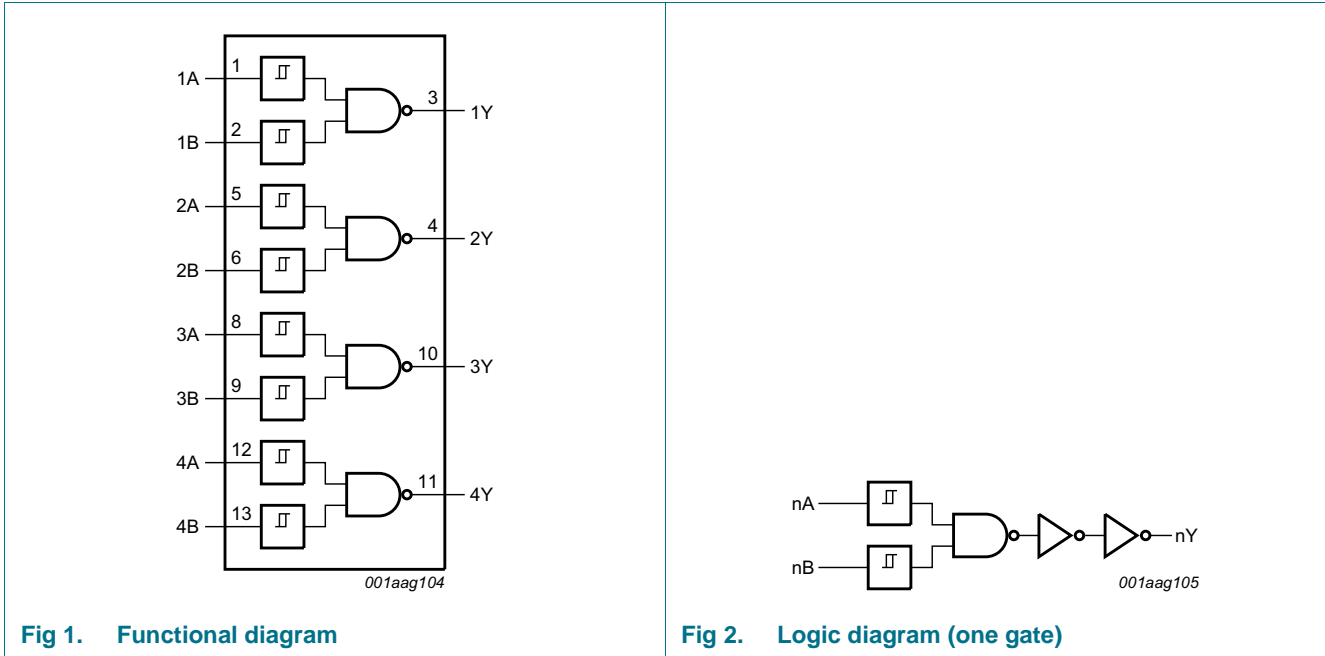 1A 1
3 1Y
1B 2
2A 5
4 2Y
2B 6
3A 8
10 3Y
3B 9
4A 12
11 4Y
4B 13
001aag104
Fig 1. Functional diagram
nA
nY
nB
001aag105
Fig 2. Logic diagram (one gate)